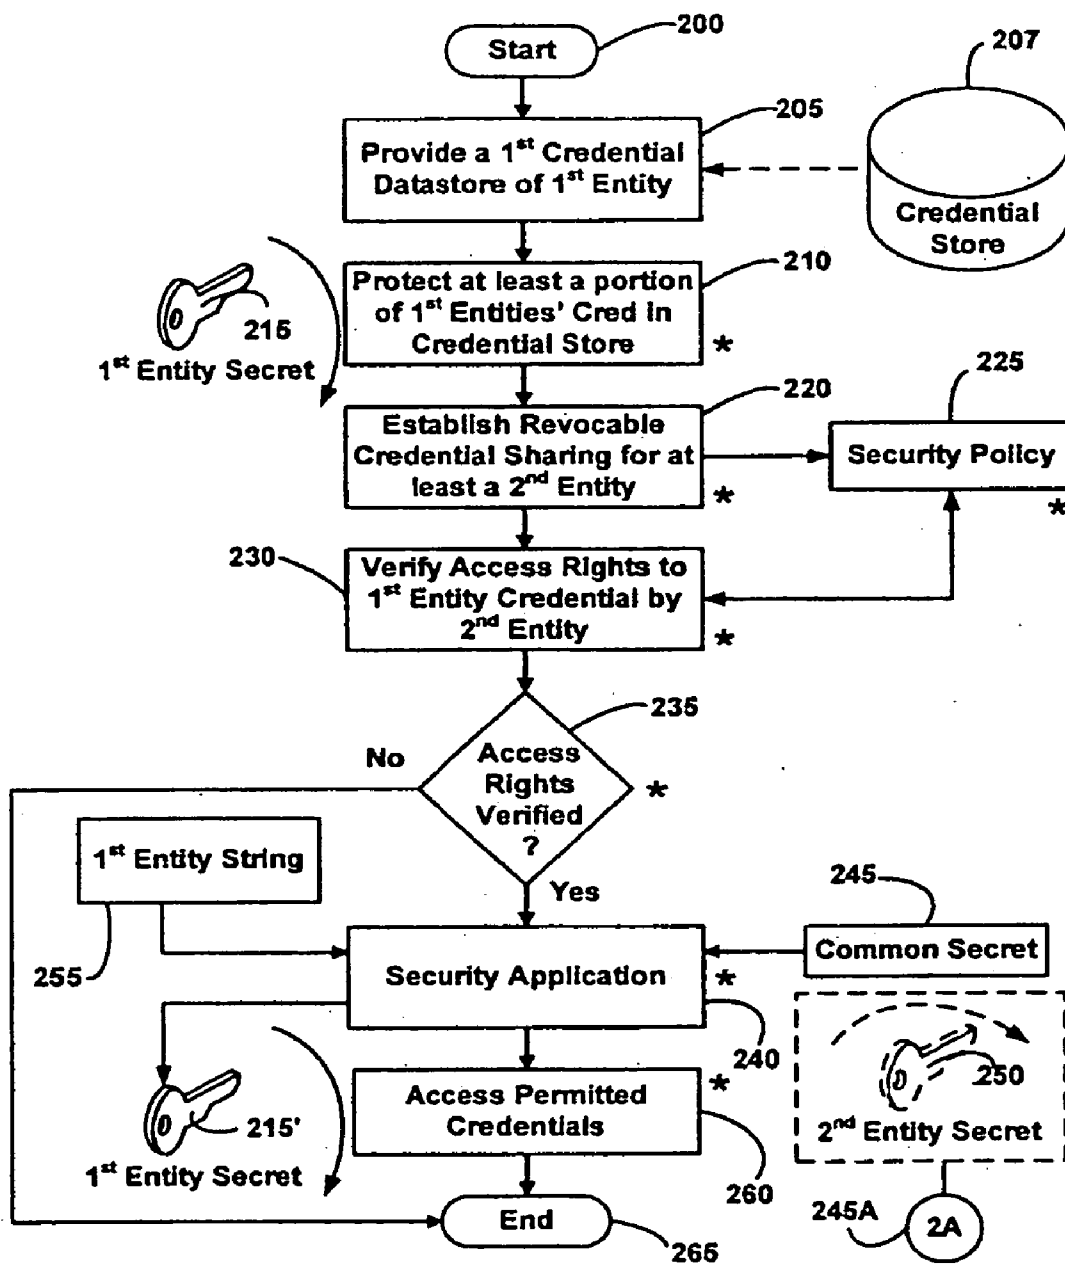 200
Start
207
205
Provide a 1st Credential
Datastore of 1st Entity
Credential
Store
210
Protect at least a portion
of 1st Entities' Cred in
Credential Store
*
215
1st Entity Secret
220
Establish Revocable
Credential Sharing for at
least a 2nd Entity
*
225
Security Policy
*
230
Verify Access Rights to
1st Entity Credential by
2nd Entity
*
235
No
Access
Rights
Verified
?
*
Yes
1st Entity String
255
245
Common Secret
Security Application
*
240
250
2nd Entity Secret
215'
1st Entity Secret
Access Permitted
Credentials
*
260
End
265
245A
2A